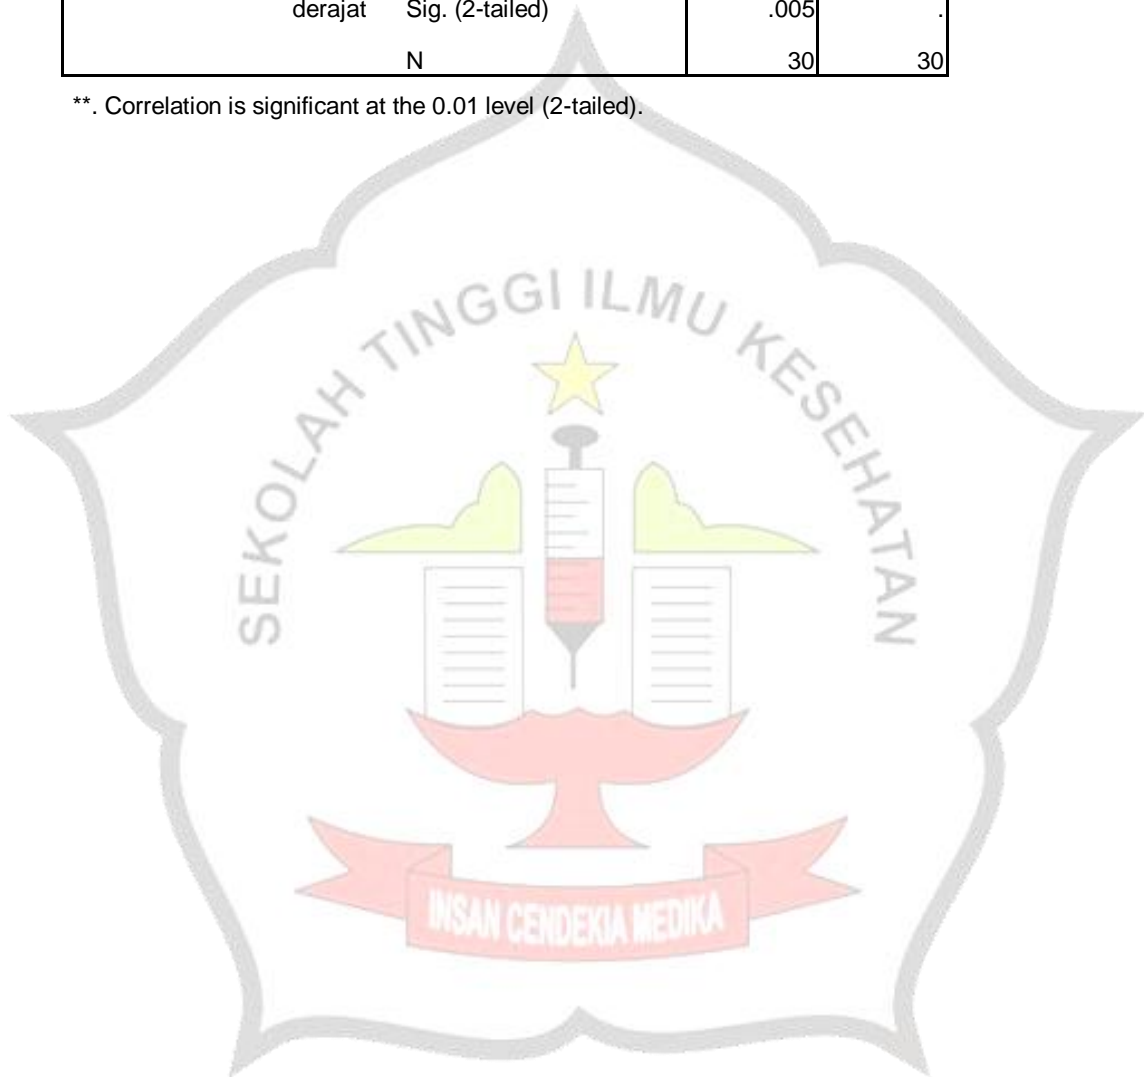 derajat Sig. (2-tailed) .005 .
N 30 30
**. Correlation is significant at the 0.01 level (2-tailed).
SEKOLAH TINGGI ILMU KESEHATAN
INSAN CENDEKIA MEDIKA